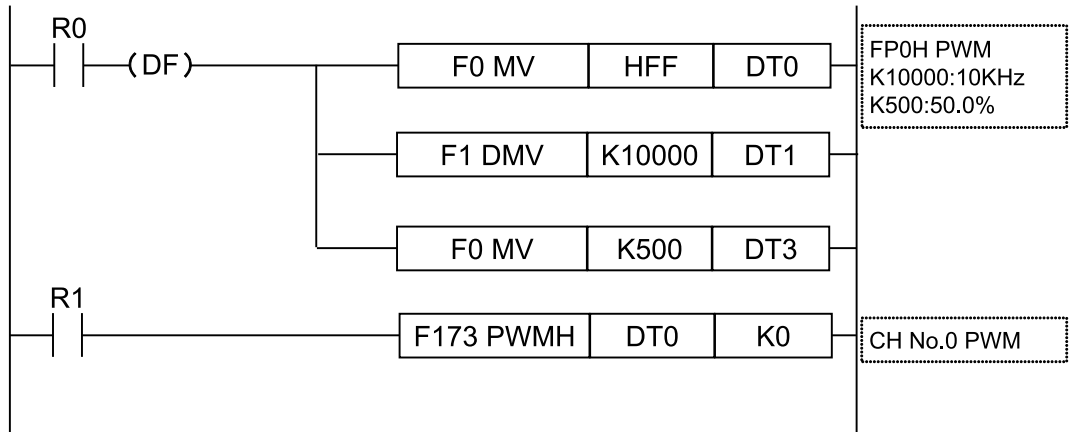 R0
(DF)
F0 MV HFF DT0
FP0H PWM
K10000:10KHz
K500:50.0%
F1 DMV K10000 DT1
F0 MV K500 DT3
R1
F173 PWMH DT0 K0
CH No.0 PWM